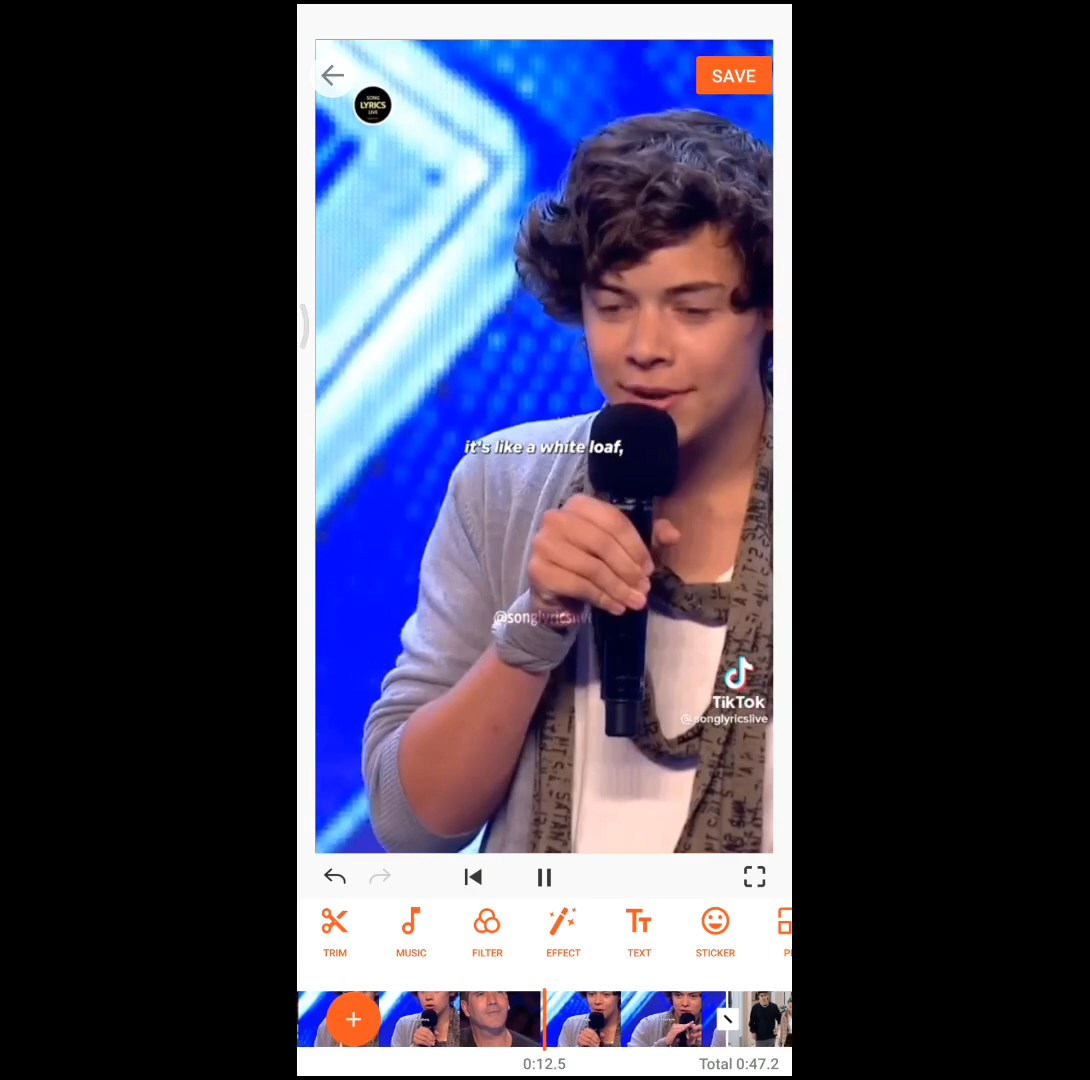 SAVE
SONG
LYRICS
LIVE
it's like a white loaf,
@songlyricslive
TikTok
@songlyricslive
TRIM
MUSIC
FILTER
EFFECT
TEXT
STICKER
0:12.5
Total 0:47.2